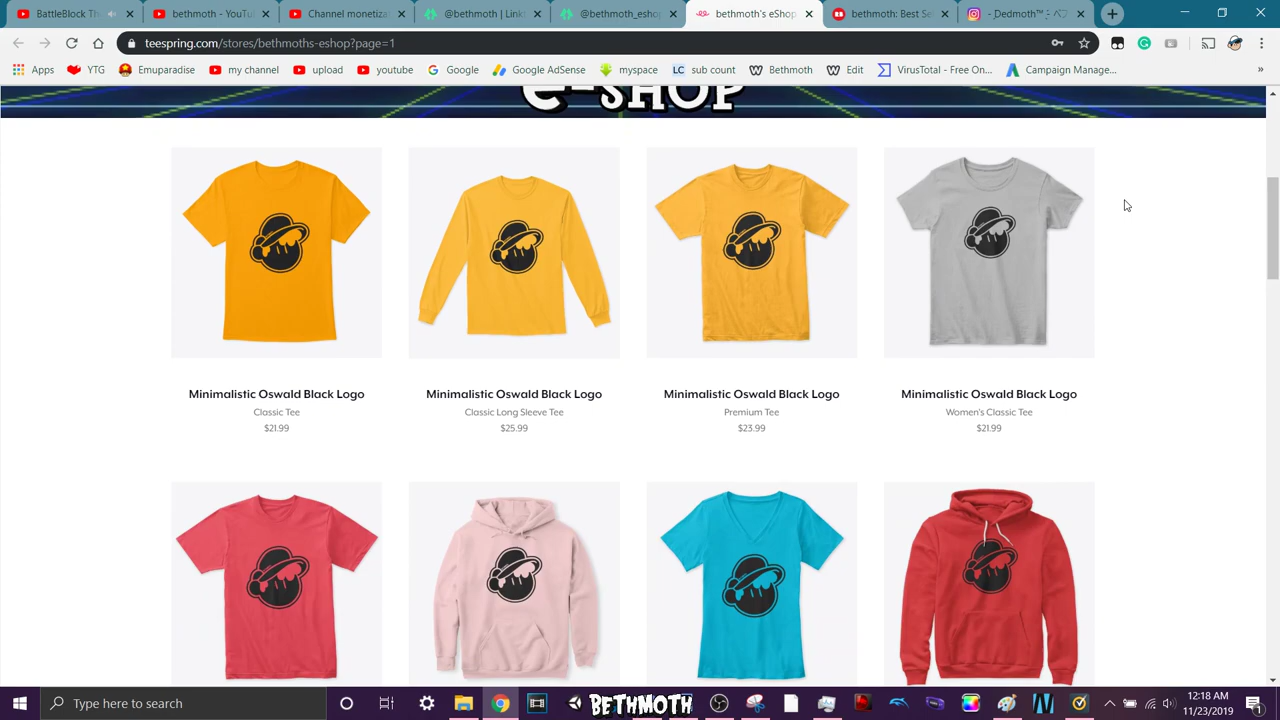 BattleBlock Th
bethmoth - YouTu
Channel monetiza
@bethmoth | Link
@bethmoth_eshop
bethmoth's eShop
bethmoth: Best Se
teespring.com/stores/bethmoths-eshop?page=1
Apps YTG Emuparadise my channel upload youtube Google Google AdSense myspace LC sub count Bethmoth Edit VirusTotal - Free On... Campaign Manage... »
e-SHOP
Minimalistic Oswald Black Logo
Classic Tee
$21.99
Minimalistic Oswald Black Logo
Classic Long Sleeve Tee
$25.99
Minimalistic Oswald Black Logo
Premium Tee
$23.99
Minimalistic Oswald Black Logo
Women's Classic Tee
$21.99
Type here to search
BETHMOTH
12:18 AM
11/23/2019